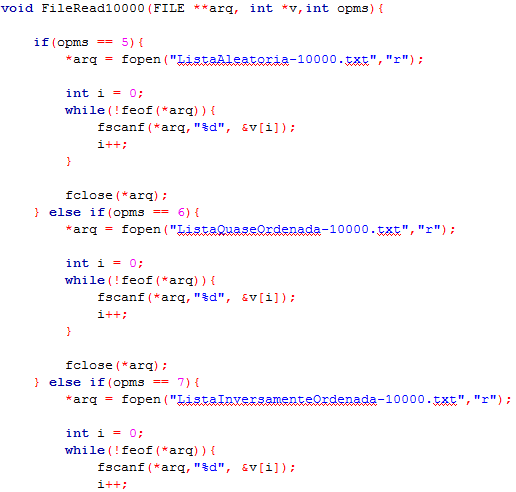 void FileRead10000(FILE **arq, int *v,int opms){
if(opms == 5){
*arq = fopen("ListaAleatoria-10000.txt","r");
int i = 0;
while(!feof(*arq)){
fscanf(*arq,"%d", &v[i]);
i++;
}
fclose(*arq);
} else if(opms == 6){
*arq = fopen("ListaQuaseOrdenada-10000.txt","r");
int i = 0;
while(!feof(*arq)){
fscanf(*arq,"%d", &v[i]);
i++;
}
fclose(*arq);
} else if(opms == 7){
*arq = fopen("ListaInversamenteOrdenada-10000.txt","r");
int i = 0;
while(!feof(*arq)){
fscanf(*arq,"%d", &v[i]);
i++;